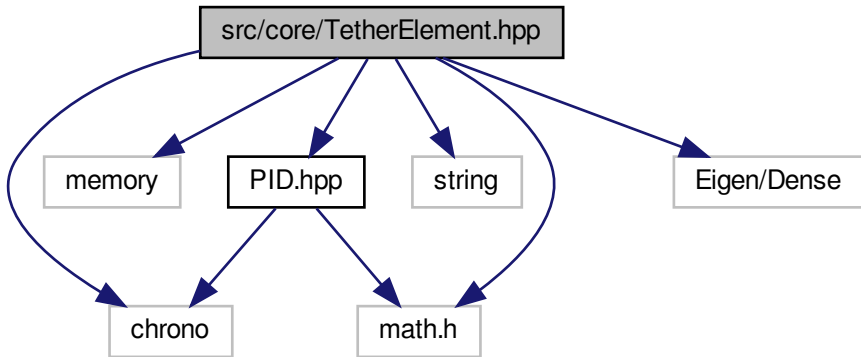 src/core/TetherElement.hpp
memory
PID.hpp
string
Eigen/Dense
chrono
math.h